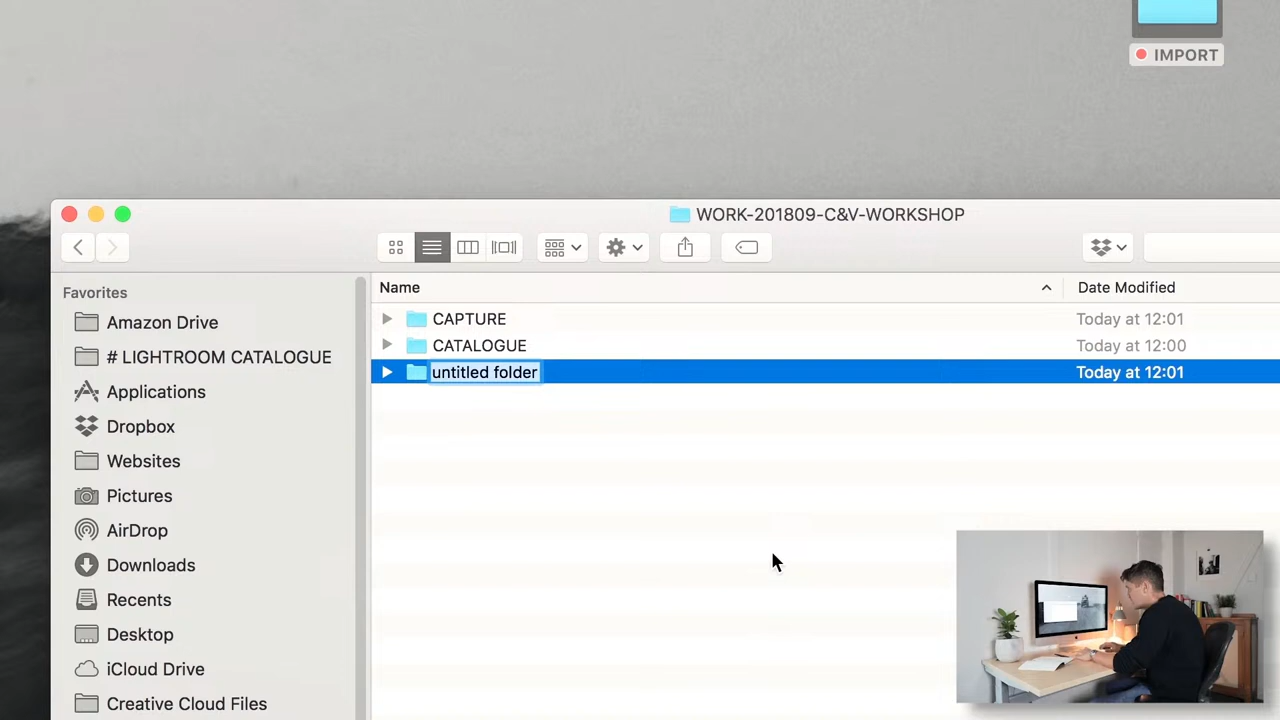 IMPORT
WORK-201809-C&V-WORKSHOP
Favorites
Amazon Drive
# LIGHTROOM CATALOGUE
Applications
Dropbox
Websites
Pictures
AirDrop
Downloads
Recents
Desktop
iCloud Drive
Creative Cloud Files
Name Date Modified
CAPTURE Today at 12:01
CATALOGUE Today at 12:00
untitled folder Today at 12:01